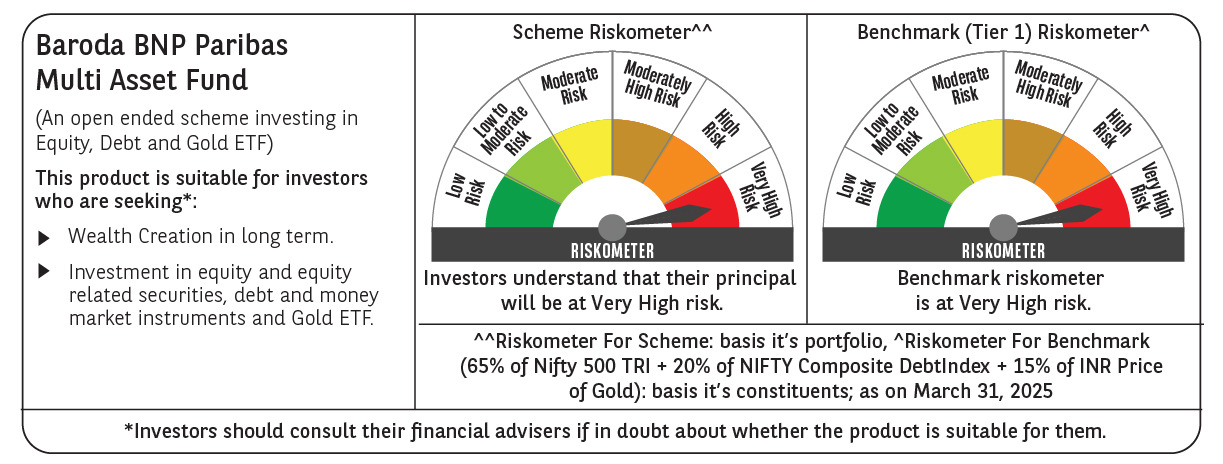 Baroda BNP Paribas
Multi Asset Fund
(An open ended scheme investing in
Equity, Debt and Gold ETF)
This product is suitable for investors
who are seeking*:
Wealth Creation in long term.
Investment in equity and equity
related securities, debt and money
market instruments and Gold ETF.
Scheme Riskometer^^
Low
Risk
Low to
Moderate
Risk
Moderate
Risk
Moderately
High Risk
High
Risk
Very High
Risk
RISKOMETER
Investors understand that their principal
will be at Very High risk.
Benchmark (Tier 1) Riskometer^
Low
Risk
Low to
Moderate
Risk
Moderate
Risk
Moderately
High Risk
High
Risk
Very High
Risk
RISKOMETER
Benchmark riskometer
is at Very High risk.
^^Riskometer For Scheme: basis it's portfolio, ^Riskometer For Benchmark
(65% of Nifty 500 TRI + 20% of NIFTY Composite DebtIndex + 15% of INR Price
of Gold): basis it's constituents; as on March 31, 2025
*Investors should consult their financial advisers if in doubt about whether the product is suitable for them.